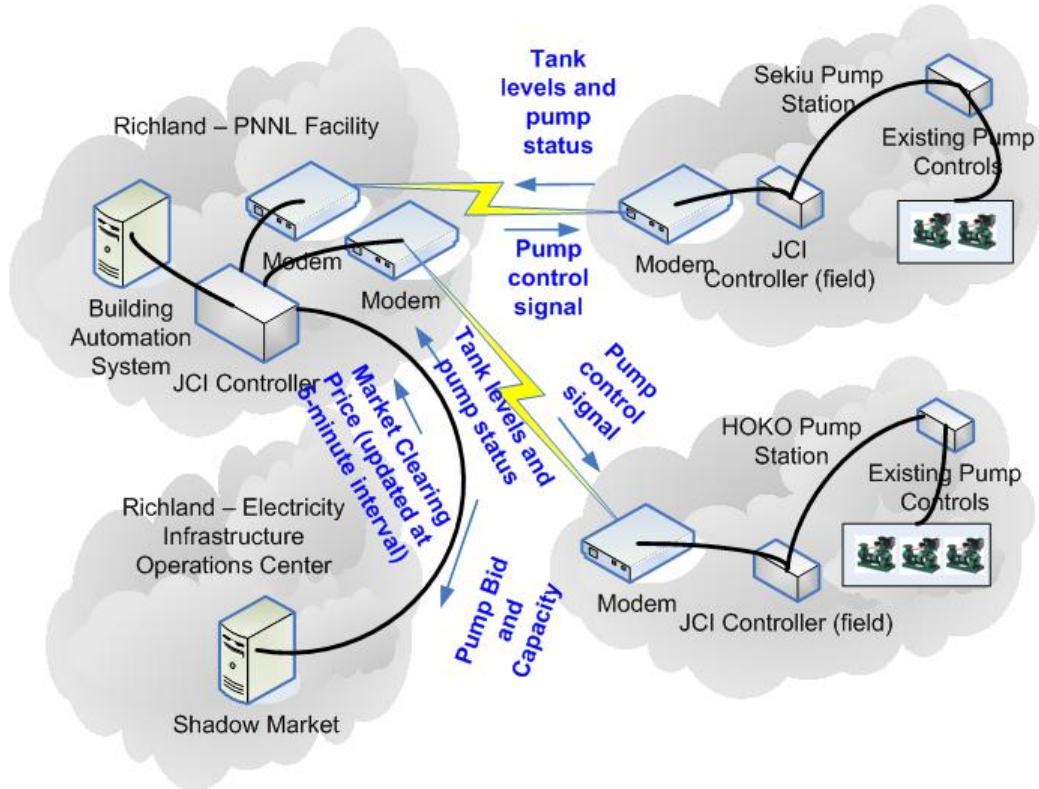 Tank
levels and
pump
status
Sekiu Pump
Station
Richland – PNNL Facility
Existing Pump
Controls
Modem
Modem
Pump
control
signal
Modem
JCI
Controller (field)
Building
Automation
System
JCI Controller
Market Clearing
Price (updated at
5-minute interval)
Tank levels and
pump status
Pump
control
signal
HOKO Pump
Station
Existing Pump
Controls
Richland – Electricity
Infrastructure
Operations Center
Pump Bid
and
Capacity
Modem
JCI Controller (field)
Shadow Market